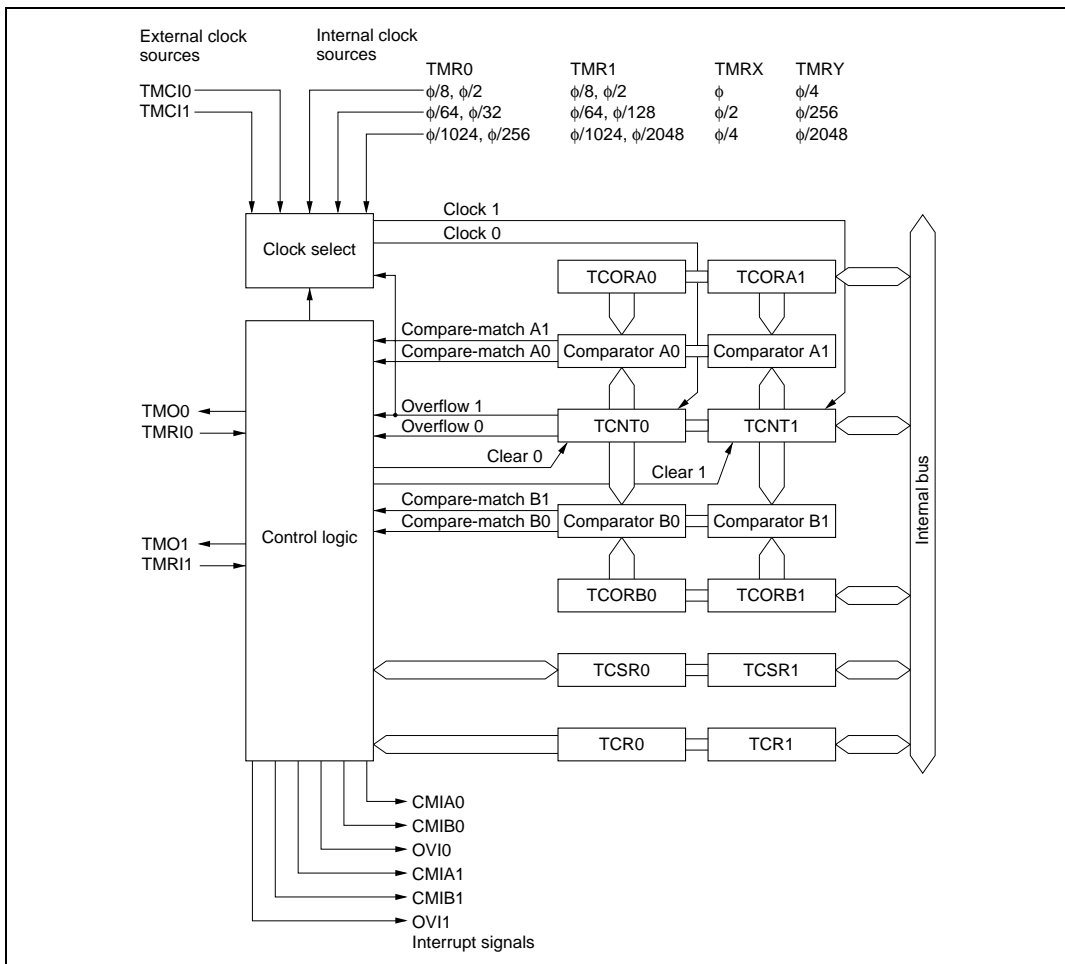 External clock sources
Internal clock sources
TMR0 TMR1 TMRX TMRY
TMCI0 ϕ/8, ϕ/2 ϕ/8, ϕ/2 ϕ ϕ/4
TMCI1 ϕ/64, ϕ/32 ϕ/64, ϕ/128 ϕ/2 ϕ/256
ϕ/1024, ϕ/256 ϕ/1024, ϕ/2048 ϕ/4 ϕ/2048
Clock 1
Clock 0
Clock select
TCORA0 TCORA1
Compare-match A1
Compare-match A0
Comparator A0 Comparator A1
TMO0
TMRI0
Overflow 1
Overflow 0
TCNT0 TCNT1
Clear 0
Clear 1
Compare-match B1
Compare-match B0
Comparator B0 Comparator B1
Control logic
TMO1
TMRI1
Internal bus
TCORB0 TCORB1
TCSR0 TCSR1
TCR0 TCR1
CMIA0
CMIB0
OVI0
CMIA1
CMIB1
OVI1
Interrupt signals